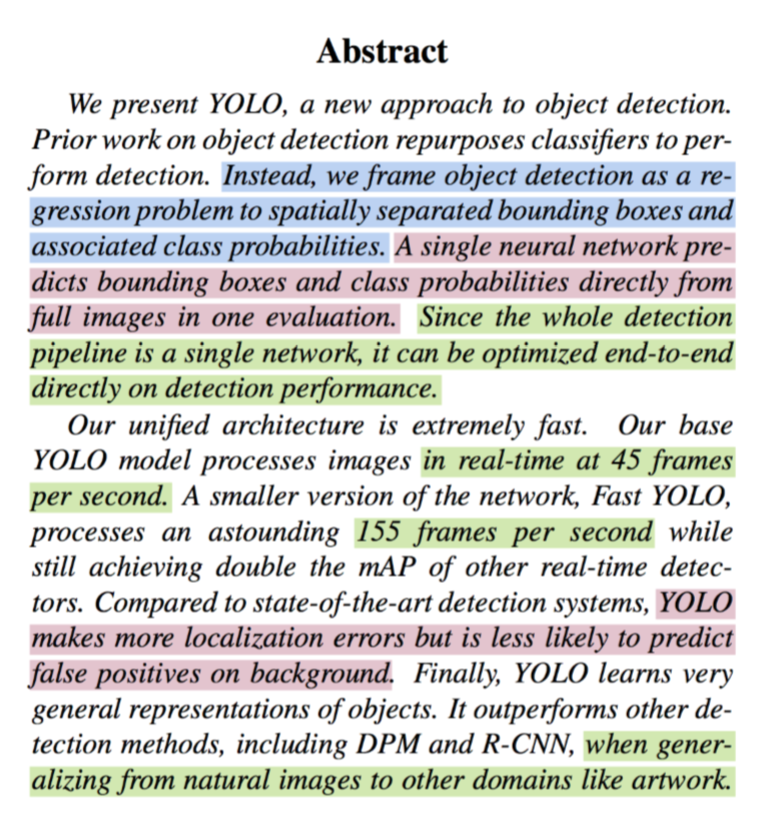 Abstract
We present YOLO, a new approach to object detection.
Prior work on object detection repurposes classifiers to per-
form detection. Instead, we frame object detection as a re-
gression problem to spatially separated bounding boxes and
associated class probabilities. A single neural network pre-
dicts bounding boxes and class probabilities directly from
full images in one evaluation. Since the whole detection
pipeline is a single network, it can be optimized end-to-end
directly on detection performance.
Our unified architecture is extremely fast. Our base
YOLO model processes images in real-time at 45 frames
per second. A smaller version of the network, Fast YOLO,
processes an astounding 155 frames per second while
still achieving double the mAP of other real-time detec-
tors. Compared to state-of-the-art detection systems, YOLO
makes more localization errors but is less likely to predict
false positives on background. Finally, YOLO learns very
general representations of objects. It outperforms other de-
tection methods, including DPM and R-CNN, when gener-
alizing from natural images to other domains like artwork.